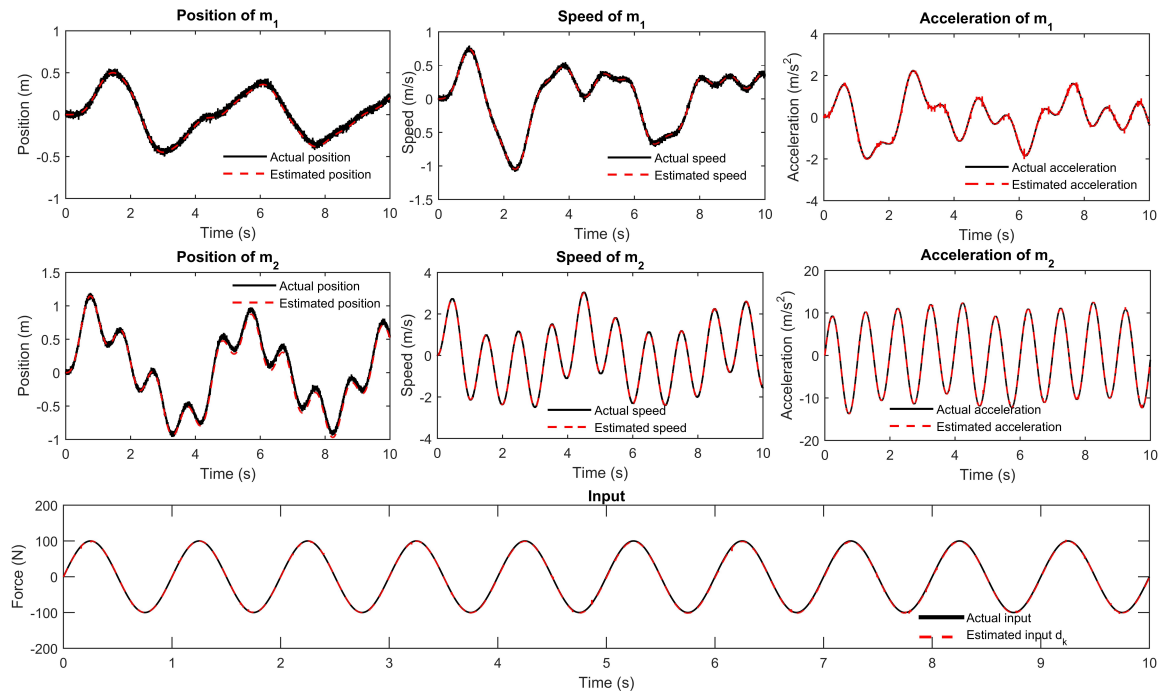 Position of m1
1
0.5
0
-0.5
-1
Position (m)
Actual position
Estimated position
0 2 4 6 8 10
Time (s)
Speed of m1
1
0.5
0
-0.5
-1
-1.5
Speed (m/s)
Actual speed
Estimated speed
0 2 4 6 8 10
Time (s)
Acceleration of m1
4
2
0
-2
-4
Acceleration (m/s2)
Actual acceleration
Estimated acceleration
0 2 4 6 8 10
Time (s)
Position of m2
1.5
1
0.5
0
-0.5
-1
Position (m)
Actual position
Estimated position
0 2 4 6 8 10
Time (s)
Speed of m2
4
2
0
-2
-4
Speed (m/s)
Actual speed
Estimated speed
0 2 4 6 8 10
Time (s)
Acceleration of m2
20
10
0
-10
-20
Acceleration (m/s2)
Actual acceleration
Estimated acceleration
0 2 4 6 8 10
Time (s)
Input
200
100
0
-100
-200
Force (N)
Actual input
Estimated input dk
0 1 2 3 4 5 6 7 8 9 10
Time (s)